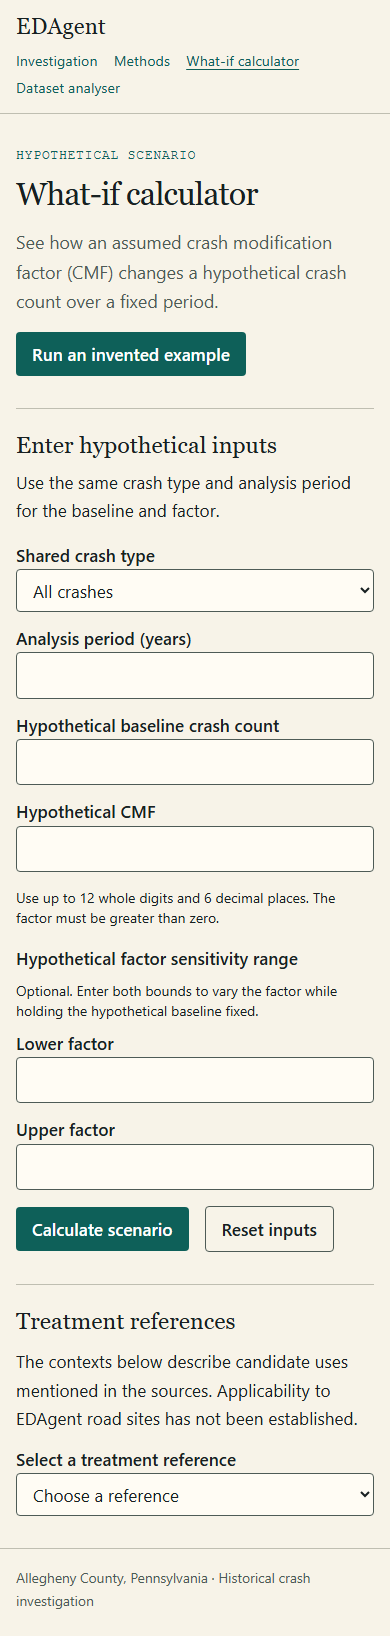 EDAgent
Investigation Methods What-if calculator
Dataset analyser
HYPOTHETICAL SCENARIO
What-if calculator
See how an assumed crash modification
factor (CMF) changes a hypothetical crash
count over a fixed period.
Run an invented example
Enter hypothetical inputs
Use the same crash type and analysis period
for the baseline and factor.
Shared crash type
All crashes
Analysis period (years)
Hypothetical baseline crash count
Hypothetical CMF
Use up to 12 whole digits and 6 decimal places. The
factor must be greater than zero.
Hypothetical factor sensitivity range
Optional. Enter both bounds to vary the factor while
holding the hypothetical baseline fixed.
Lower factor
Upper factor
Calculate scenario Reset inputs
Treatment references
The contexts below describe candidate uses
mentioned in the sources. Applicability to
EDAgent road sites has not been established.
Select a treatment reference
Choose a reference
Allegheny County, Pennsylvania · Historical crash
investigation